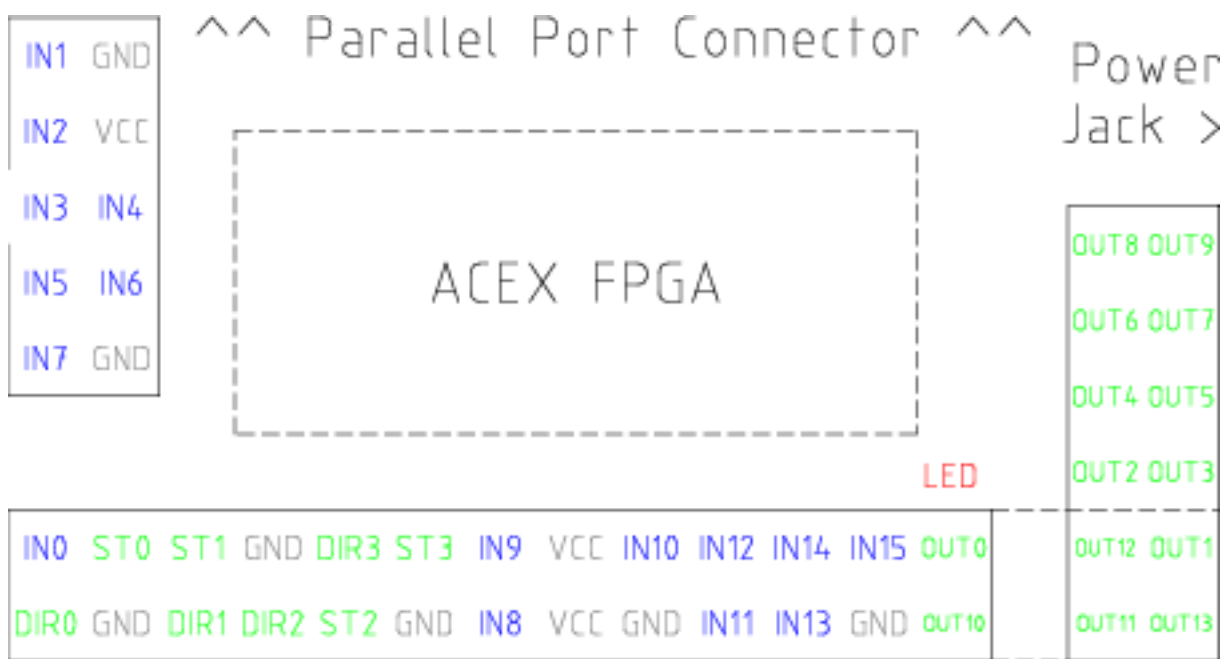 ^^ Parallel Port Connector ^^
Power
Jack >
IN1 GND
IN2 VCC
IN3 IN4
IN5 IN6
IN7 GND
ACEX FPGA
OUT8 OUT9
OUT6 OUT7
OUT4 OUT5
OUT2 OUT3
LED
IN0 ST0 ST1 GND DIR3 ST3 IN9 VCC IN10 IN12 IN14 IN15 OUT0
OUT12 OUT1
DIR0 GND DIR1 DIR2 ST2 GND IN8 VCC GND IN11 IN13 GND OUT10
OUT11 OUT13